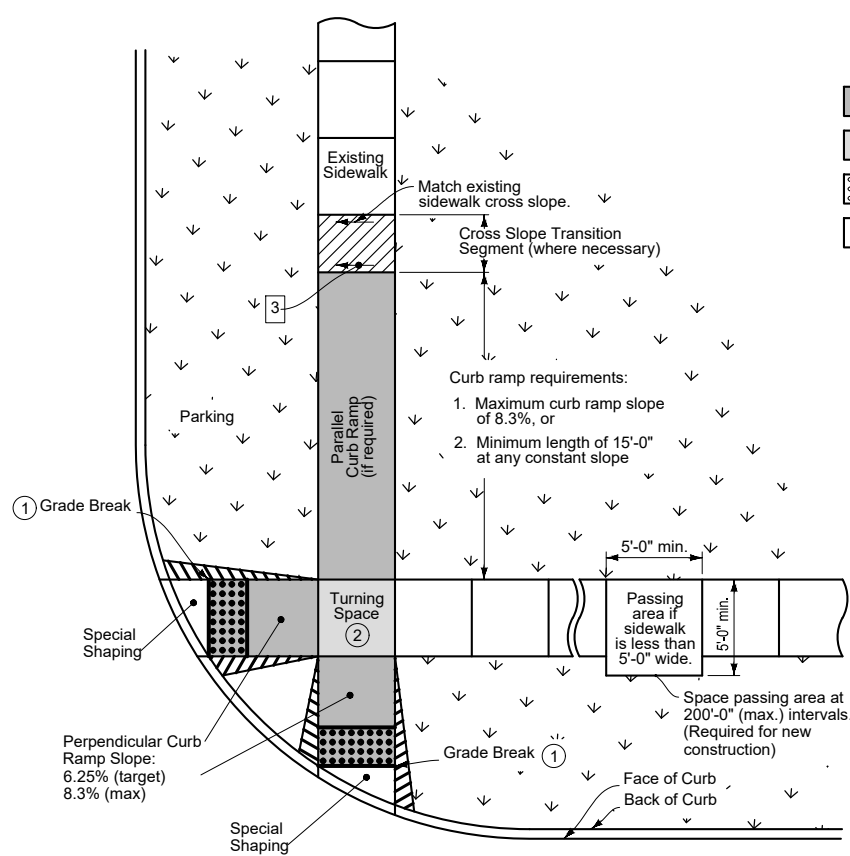 Existing
Sidewalk
Match existing
sidewalk cross slope.
Cross Slope Transition
Segment (where necessary)
3
Curb ramp requirements:
1. Maximum curb ramp slope
of 8.3%, or
2. Minimum length of 15'-0"
at any constant slope
Parking
Parallel
Curb Ramp
(if required)
1 Grade Break
5'-0" min.
Turning
Space
2
Passing
area if
sidewalk
is less than
5'-0" wide.
5'-0" min.
Special
Shaping
Space passing area at
200'-0" (max.) intervals.
(Required for new
construction)
Perpendicular Curb
Ramp Slope:
6.25% (target)
8.3% (max)
Grade Break 1
Face of Curb
Back of Curb
Special
Shaping